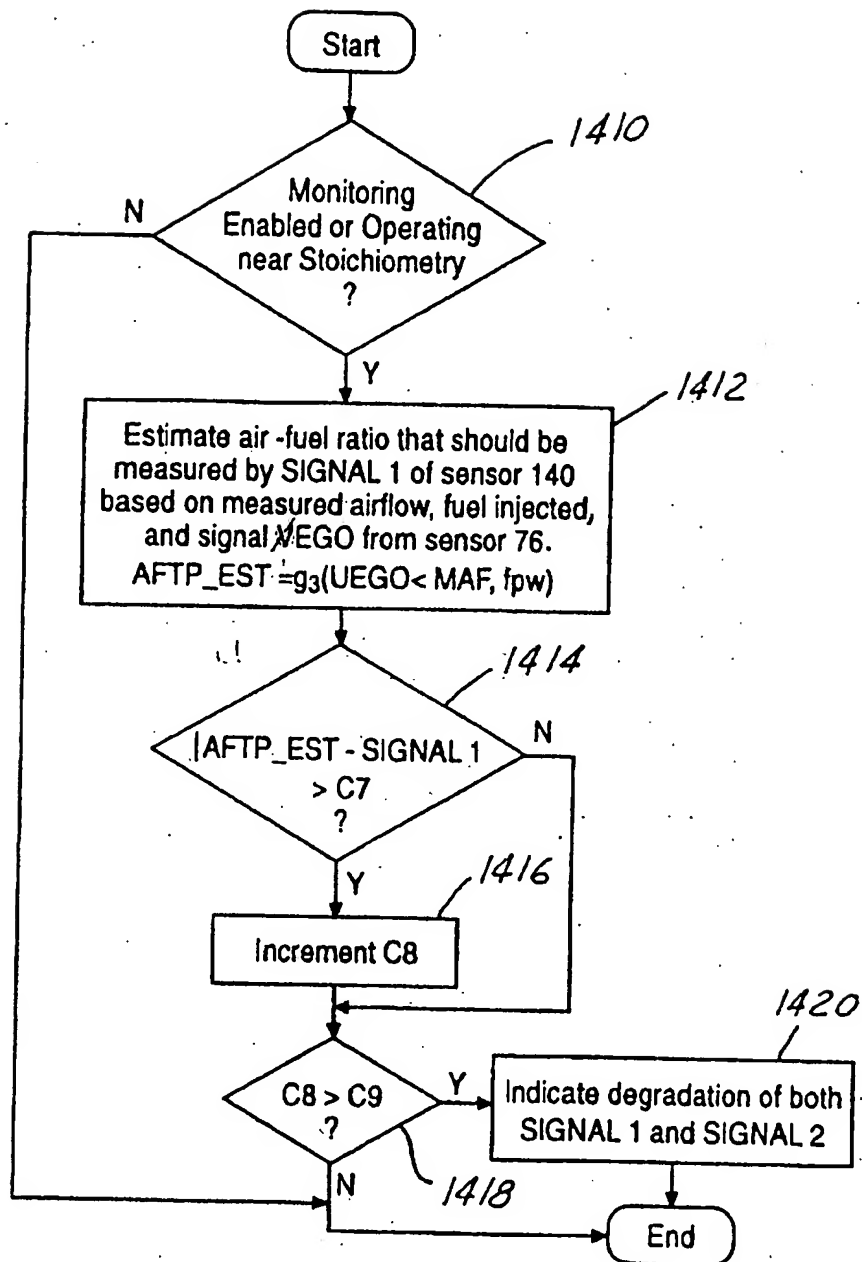 Start
1410
Monitoring
Enabled or Operating
near Stoichiometry
?
N
Y
1412
Estimate air -fuel ratio that should be
measured by SIGNAL 1 of sensor 140
based on measured airflow, fuel injected,
and signal VEGO from sensor 76.
AFTP_EST =g3(UEGO< MAF, fpw)
1414
|AFTP_EST - SIGNAL 1
> C7
?
N
Y
1416
Increment C8
1420
C8 > C9
?
Y
Indicate degradation of both
SIGNAL 1 and SIGNAL 2
N
1418
End